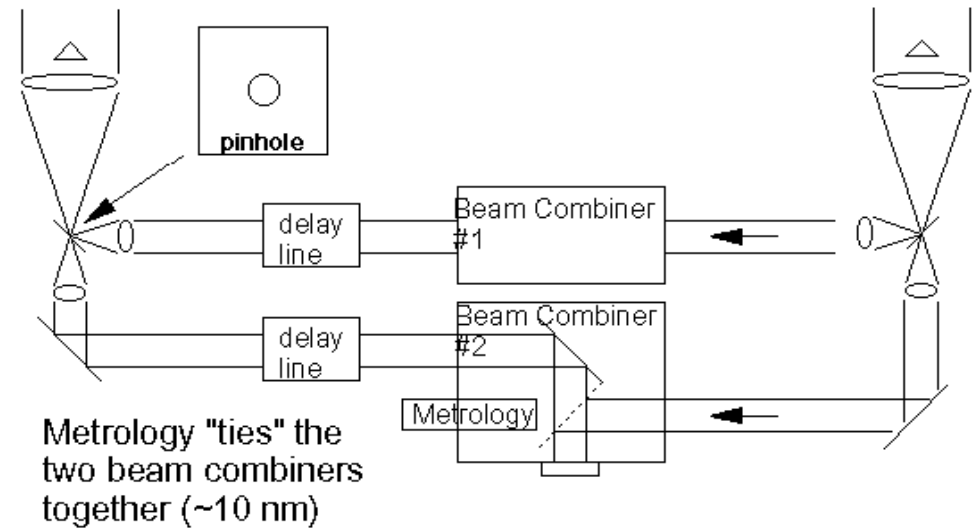 pinhole
delay
line
Beam Combiner
#1
delay
line
Beam Combiner
#2
Metrology
Metrology "ties" the
two beam combiners
together (~10 nm)